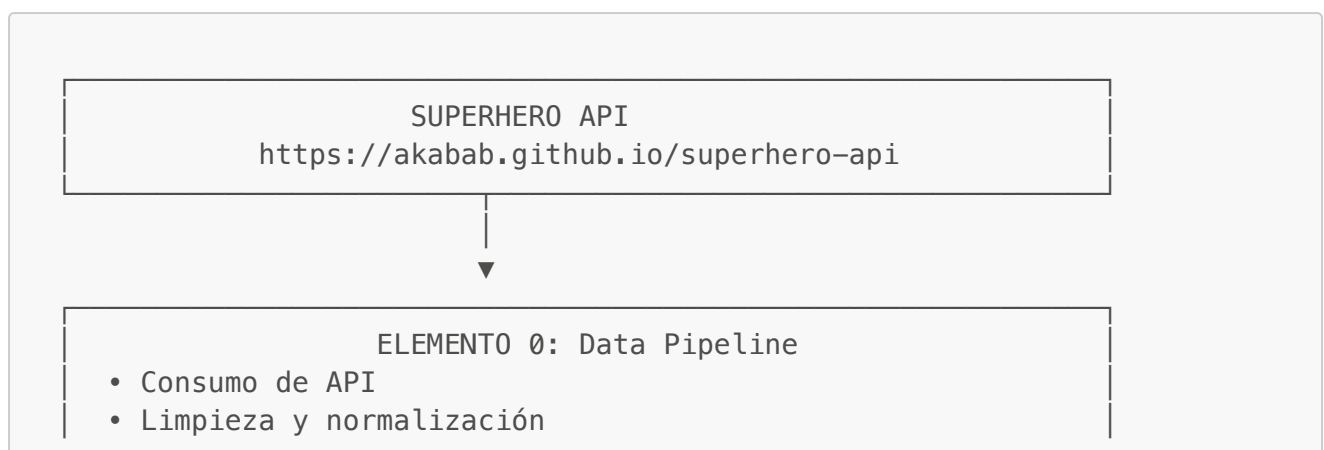 SUPERHERO API
https://akabab.github.io/superhero-api
ELEMENTO 0: Data Pipeline
• Consumo de API
• Limpieza y normalización